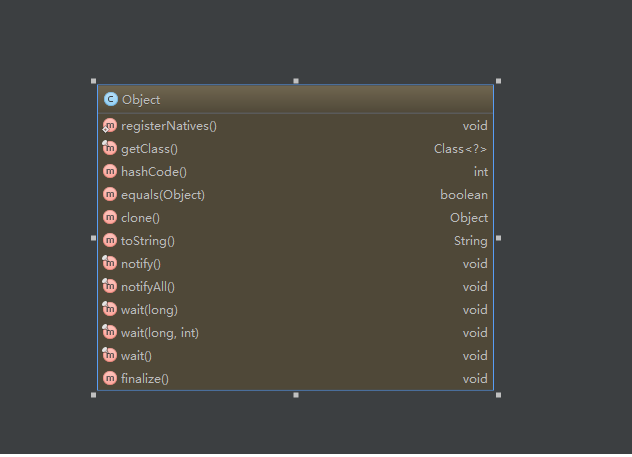 C Object
m registerNatives() void
m getClass() Class<?>
m hashCode() int
m equals(Object) boolean
m clone() Object
m toString() String
m notify() void
m notifyAll() void
m wait(long) void
m wait(long, int) void
m wait() void
m finalize() void